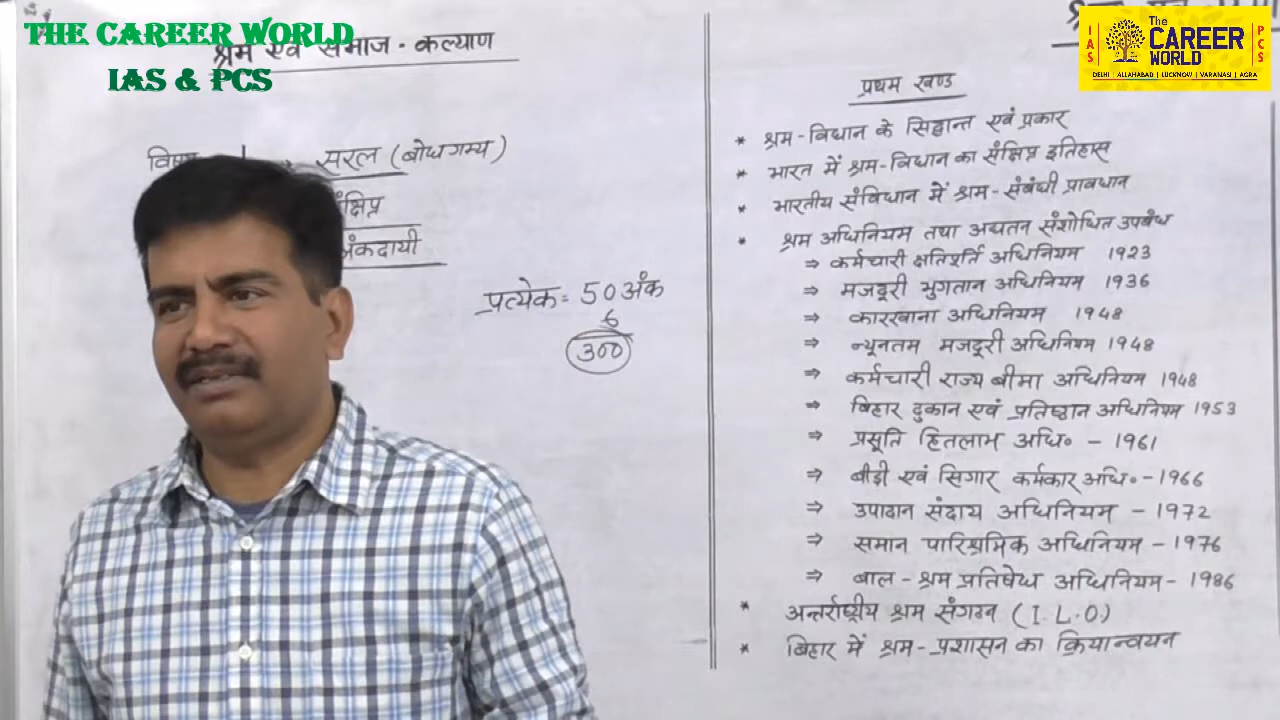 THE CAREER WORLD
IAS & PCS
श्रम एवं समाज - कल्याण
सरल (बोधगम्य)
अंकदायी
प्रत्येक = 50 अंक
6
300
प्रथम खण्ड
* श्रम-विधान के सिद्धान्त एवं प्रकार
* भारत में श्रम-विधान का संक्षिप्त इतिहास
* भारतीय संविधान में श्रम-संबंधी प्रावधान
* श्रम अधिनियम तथा अद्यतन संशोधित उपबंध
⇒ कर्मचारी क्षतिपूर्ति अधिनियम 1923
⇒ मजदूरी भुगतान अधिनियम 1936
⇒ कारखाना अधिनियम 1948
⇒ न्यूनतम मजदूरी अधिनियम 1948
⇒ कर्मचारी राज्य बीमा अधिनियम 1948
⇒ बिहार दुकान एवं प्रतिष्ठान अधिनियम 1953
⇒ प्रसूति हितलाभ अधि० - 1961
⇒ बीड़ी एवं सिगार कर्मकार अधि०-1966
⇒ उपादान संदाय अधिनियम - 1972
⇒ समान पारिश्रमिक अधिनियम - 1976
⇒ बाल - श्रम प्रतिषेध अधिनियम - 1986
* अन्तर्राष्ट्रीय श्रम संगठन (I.L.O)
* बिहार में श्रम-प्रशासन का क्रियान्वयन
IAS
The
CAREER
WORLD
PCS
DELHI | ALLAHABAD | LUCKNOW | VARANASI | AGRA